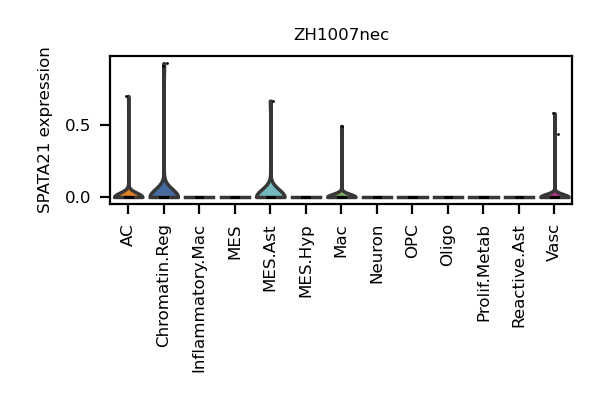 ZH1007nec
SPATA21 expression
0.5
0.0
AC
Chromatin.Reg
Inflammatory.Mac
MES
MES.Ast
MES.Hyp
Mac
Neuron
OPC
Oligo
Prolif.Metab
Reactive.Ast
Vasc